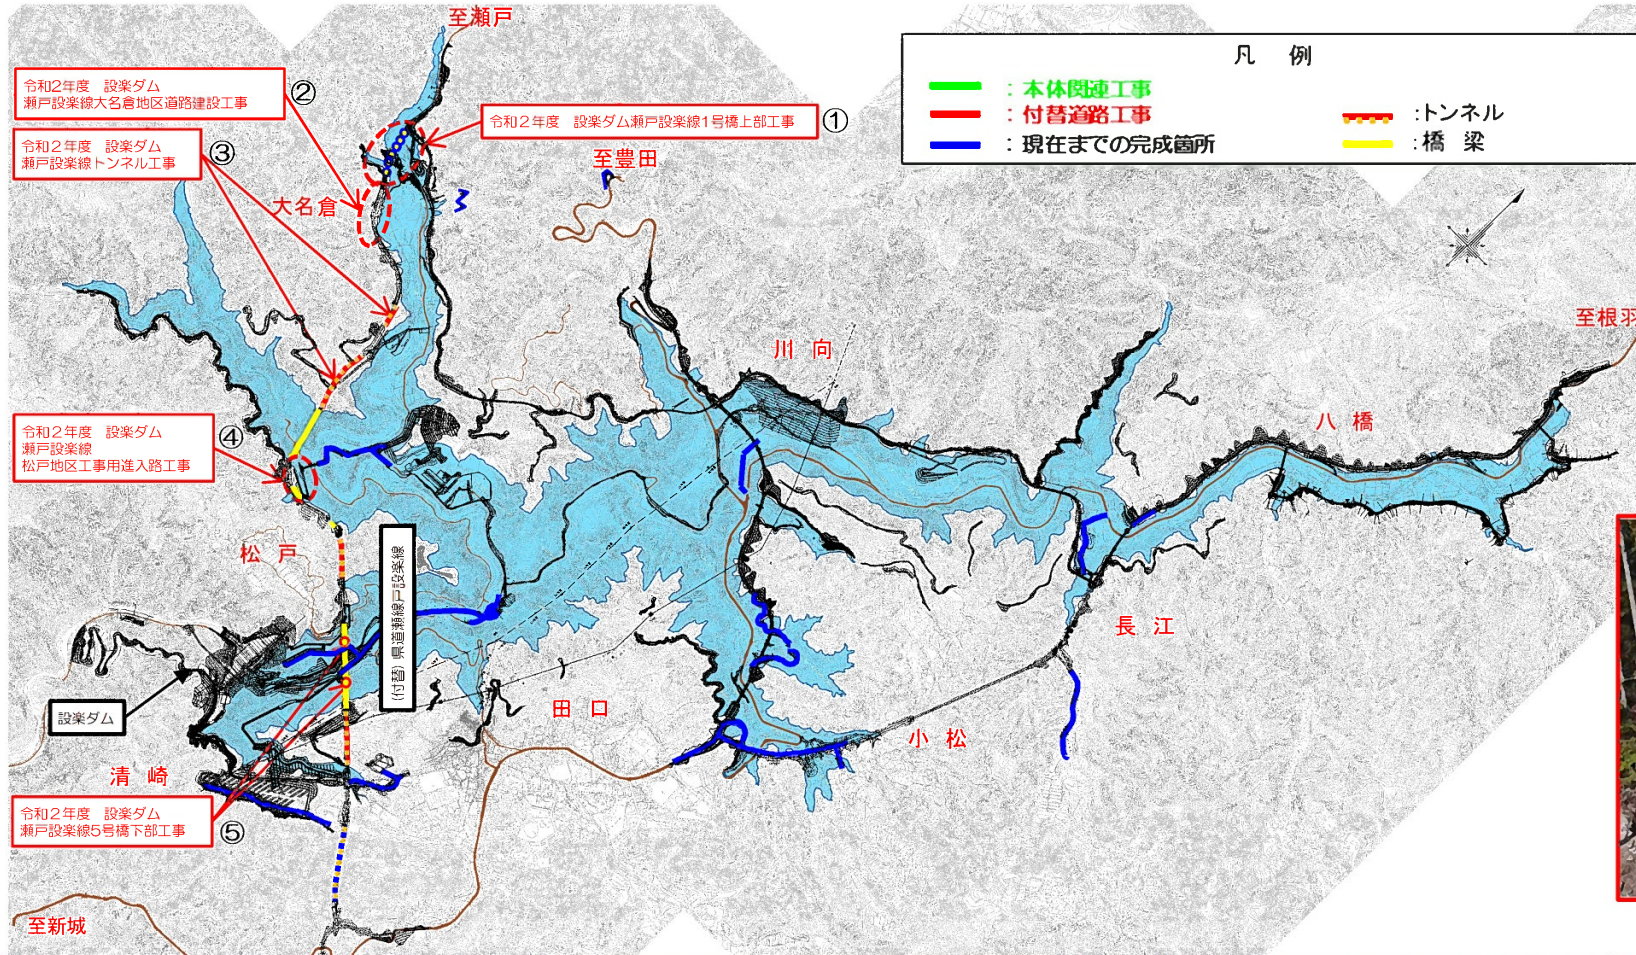 至瀬戸
凡 例
：本体関連工事
：付替道路工事
：現在までの完成箇所
：トンネル
：橋 梁
令和2年度 設楽ダム
瀬戸設楽線大名倉地区道路建設工事
②
令和2年度 設楽ダム瀬戸設楽線1号橋上部工事
①
令和2年度 設楽ダム
瀬戸設楽線トンネル工事
③
至豊田
大名倉
至根羽
川 向
八 橋
令和2年度 設楽ダム
瀬戸設楽線
松戸地区工事用進入路工事
④
松 戸
(付替)県道瀬線戸設楽線
長 江
設楽ダム
田 口
小 松
清 崎
令和2年度 設楽ダム
瀬戸設楽線5号橋下部工事
⑤
至新城